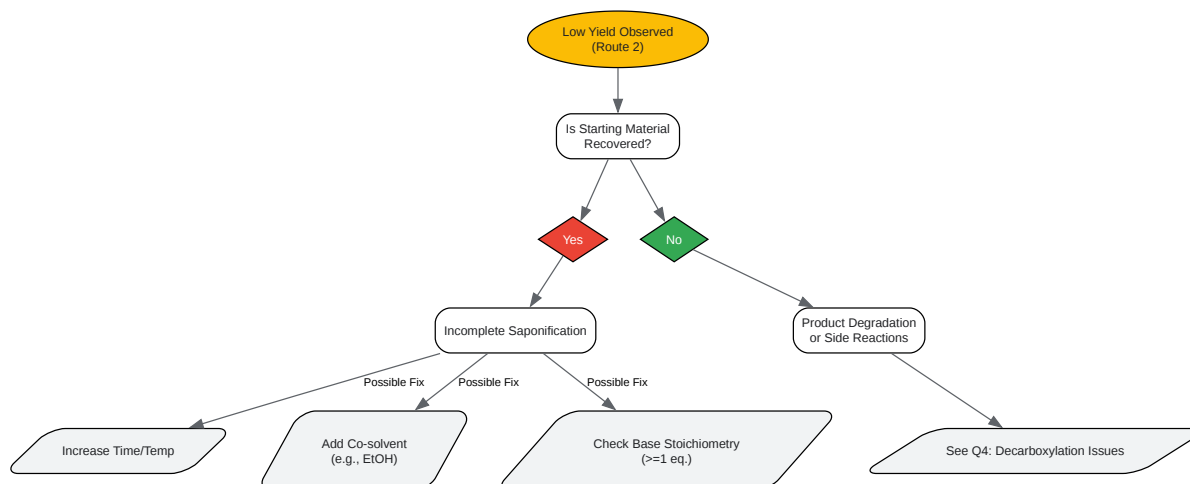 Low Yield Observed
(Route 2)
Is Starting Material
Recovered?
Yes
No
Incomplete Saponification
Product Degradation
or Side Reactions
Possible Fix
Possible Fix
Possible Fix
Increase Time/Temp
Add Co-solvent
(e.g., EtOH)
Check Base Stoichiometry
(>=1 eq.)
See Q4: Decarboxylation Issues